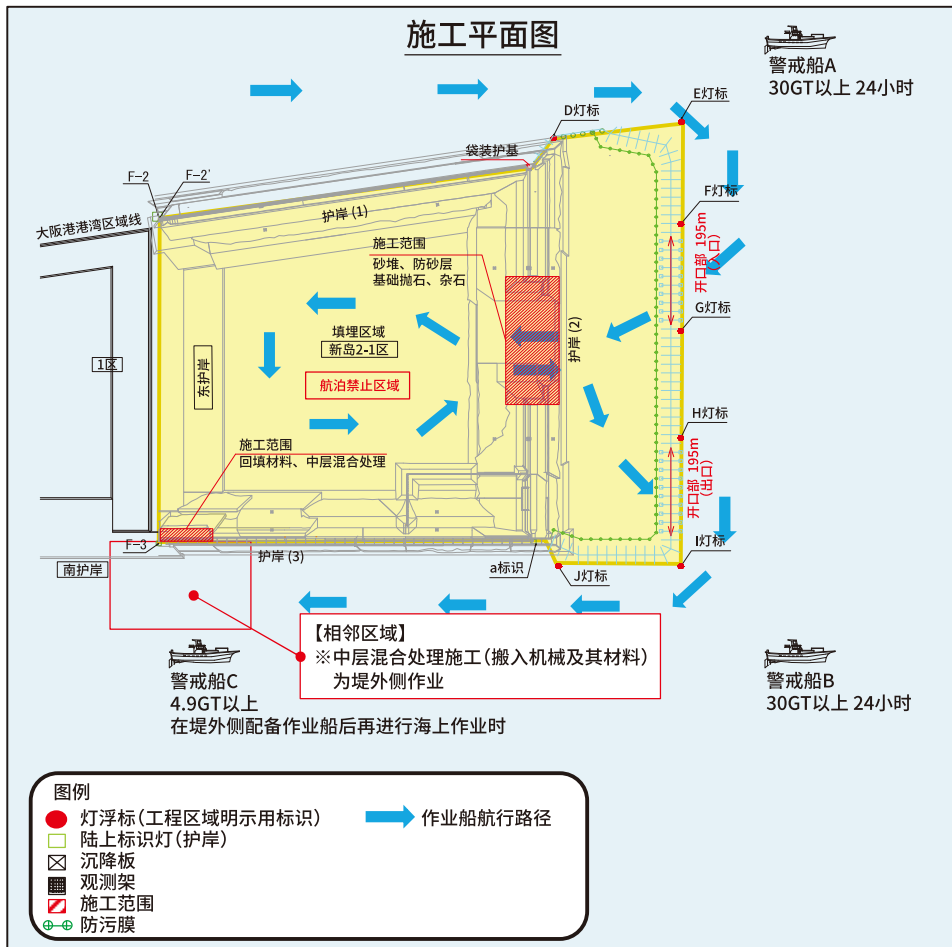 施工平面图
警戒船A
30GT以上 24小时
E灯标
D灯标
袋装护基
F-2
F-2'
F灯标
大阪港港湾区域线
护岸 (1)
施工范围
砂堆、防砂层
基础抛石、杂石
开口部 195m
(入口)
G灯标
护岸 (2)
填埋区域
新岛2-1区
1区
东护岸
航泊禁止区域
H灯标
施工范围
回填材料、中层混合处理
开口部 195m
(出口)
F-3
护岸 (3)
a标识
I灯标
南护岸
J灯标
【相邻区域】
※中层混合处理施工(搬入机械及其材料)
为堤外侧作业
警戒船C
4.9GT以上
在堤外侧配备作业船后再进行海上作业时
警戒船B
30GT以上 24小时
图例
灯浮标(工程区域明示用标识)
作业船航行路径
陆上标识灯(护岸)
沉降板
观测架
施工范围
防污膜